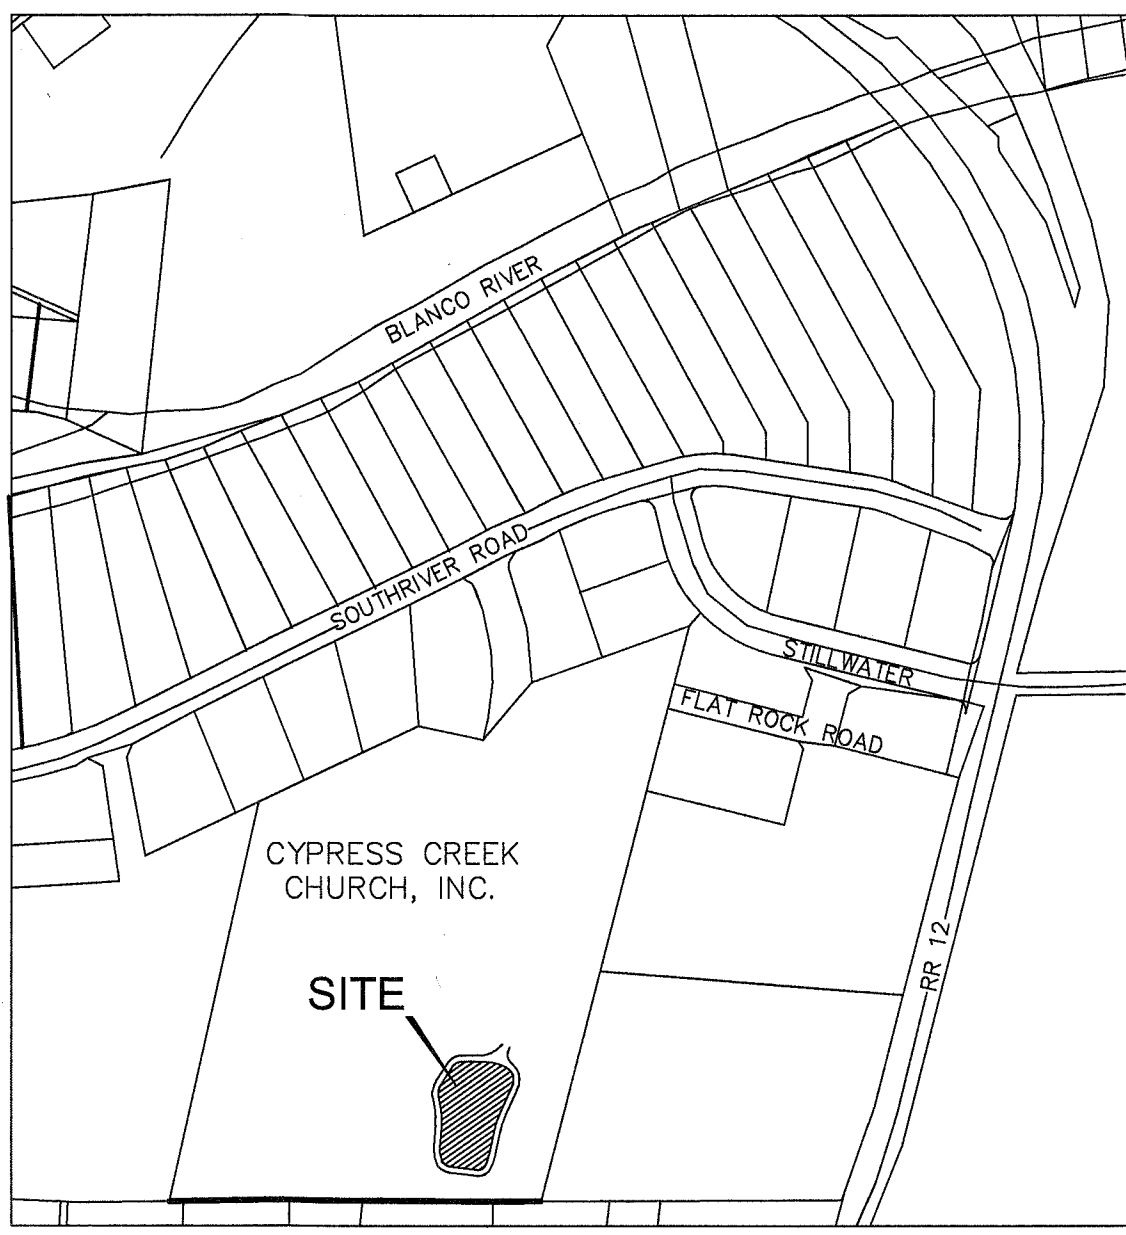 BLANCO RIVER
SOUTHRIVER ROAD
STILLWATER
FLAT ROCK ROAD
CYPRESS CREEK
CHURCH, INC.
RR 12
SITE